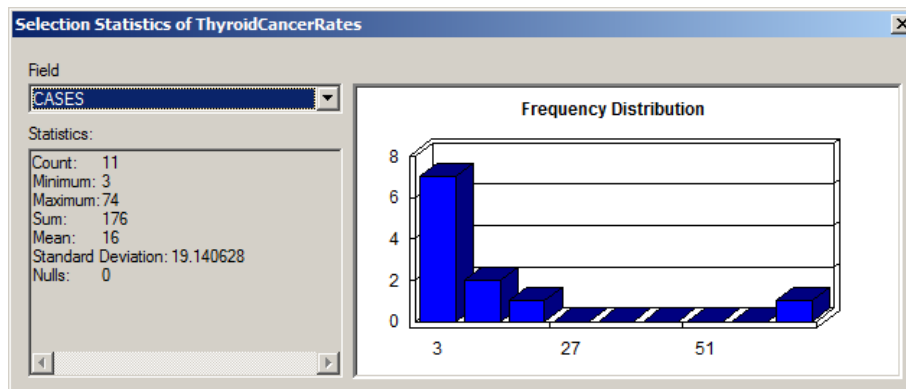 Selection Statistics of ThyroidCancerRates
Field
CASES
Statistics:
Count: 11
Minimum: 3
Maximum: 74
Sum: 176
Mean: 16
Standard Deviation: 19.140628
Nulls: 0
Frequency Distribution
8
6
4
2
0
3 27 51